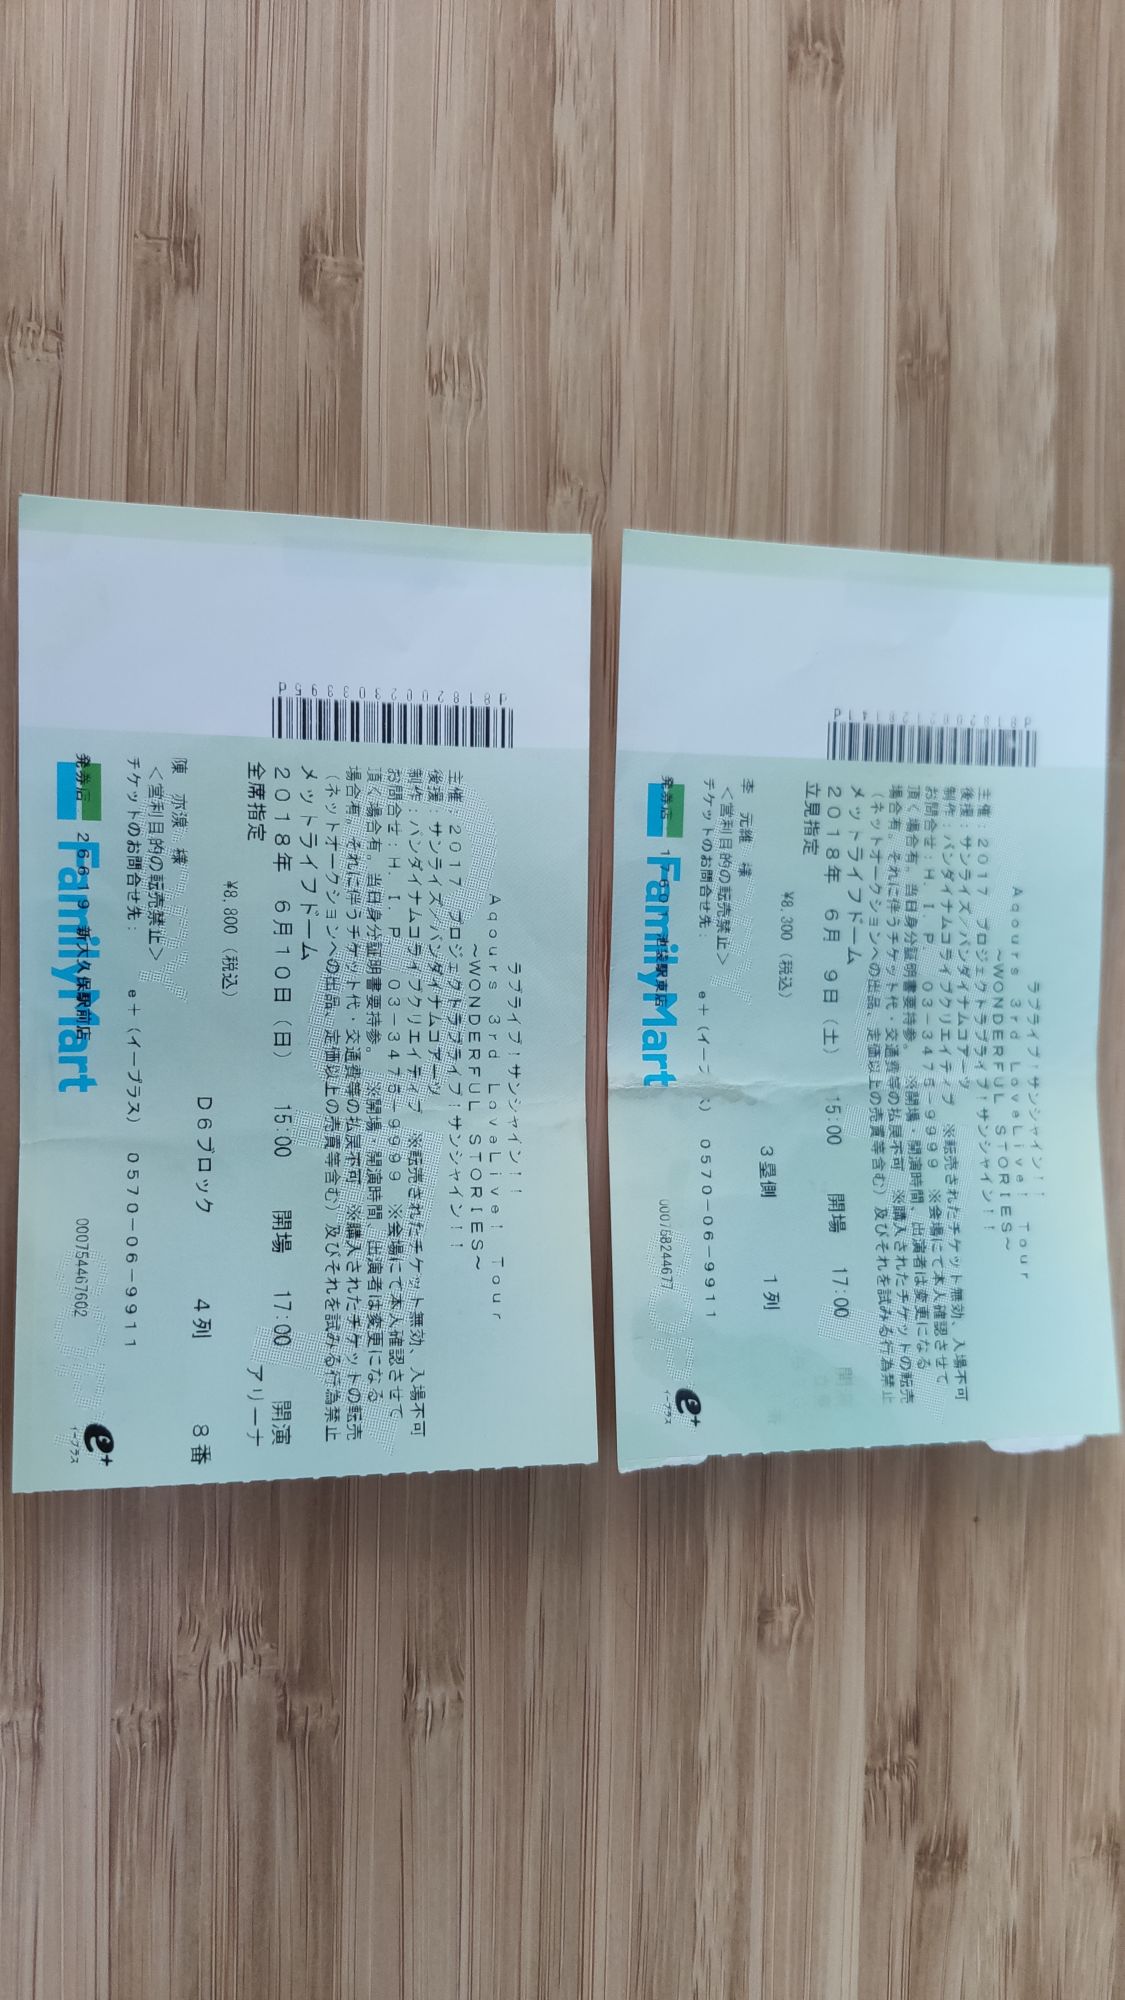 ラブライブ！サンシャイン！！
Aqours 3rd LoveLive! Tour
～WONDERFUL STORIES～
主催：2017 プロジェクトラブライブ！サンシャイン！！
後援：サンライズ／バンダイナムコアーツ
制作：バンダイナムコライブクリエイティブ ※転売されたチケット無効、入場不可
お問合せ：H．I．P．03－3475－9999 ※会場にて本人確認させて
頂く場合有。当日身分証明書要持参。 ※開場・開演時間、出演者は変更になる
場合有。それに伴うチケット代・交通費等の払戻不可 ※購入されたチケットの転売
（ネットオークションへの出品、定価以上の売買等含む）及びそれを試みる行為禁止
メットライフドーム
2018年 6月 9日（土） 15:00 開場 17:00
立見指定
¥8,300（税込） 3塁側 1列
李 元維 様
＜営利目的の転売禁止＞
チケットのお問合せ先： e＋（イープ ス） 0570－06－9911
発券店 池袋駅東店 00075824467
FamilyMart
e+
イープラス
818200023033395
ラブライブ！サンシャイン！！
Aqours 3rd LoveLive! Tour
～WONDERFUL STORIES～
主催：2017 プロジェクトラブライブ！サンシャイン！！
後援：サンライズ／バンダイナムコアーツ
制作：バンダイナムコライブクリエイティブ ※転売されたチケット無効、入場不可
お問合せ：H．I．P．03－3475－9999 ※会場にて本人確認させて
頂く場合有。当日身分証明書要持参。 ※開場・開演時間、出演者は変更になる
場合有。それに伴うチケット代・交通費等の払戻不可 ※購入されたチケットの転売
（ネットオークションへの出品、定価以上の売買等含む）及びそれを試みる行為禁止
メットライフドーム
2018年 6月10日（日） 15:00 開場 17:00 開演
全席指定 アリーナ
¥8,800（税込）
D6ブロック 4列 8番
陳 亦淚 様
＜営利目的の転売禁止＞
チケットのお問合せ先： e＋（イープラス） 0570－06－9911
発券店 26619 新大久保駅前店 000754467602
FamilyMart
e+
イープラス